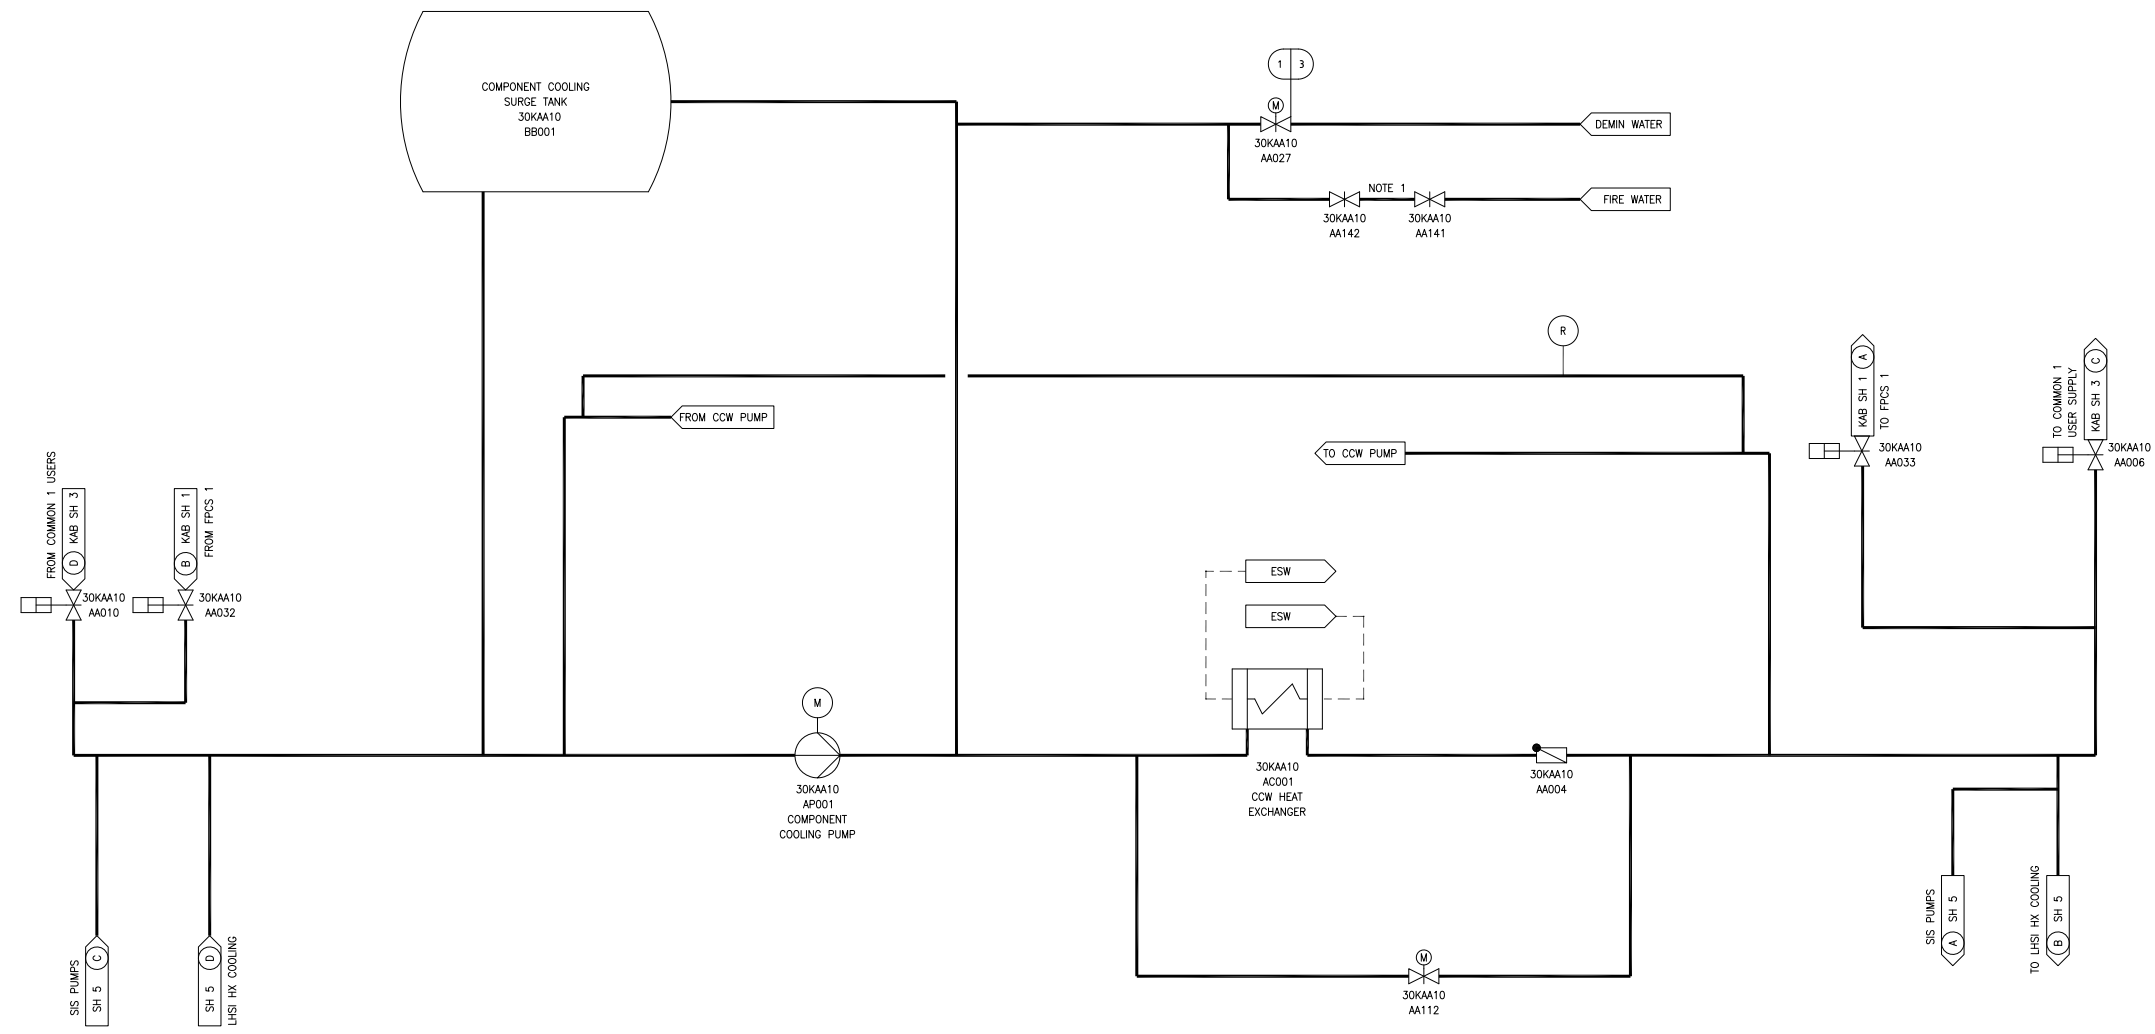 COMPONENT COOLING
SURGE TANK
30KAA10
BB001
1 3
M
30KAA10
AA027
DEMIN WATER
NOTE 1
30KAA10
AA142
30KAA10
AA141
FIRE WATER
R
FROM CCW PUMP
TO CCW PUMP
KAB SH 1 A
TO FPCS 1
30KAA10
AA033
TO COMMON 1
USER SUPPLY
KAB SH 3 C
30KAA10
AA006
FROM COMMON 1 USERS
D KAB SH 3
30KAA10
AA010
B KAB SH 1
FROM FPCS 1
30KAA10
AA032
ESW
ESW
M
30KAA10
AP001
COMPONENT
COOLING PUMP
30KAA10
AC001
CCW HEAT
EXCHANGER
30KAA10
AA004
SIS PUMPS
SH 5 C
SH 5 D
LHSI HX COOLING
M
30KAA10
AA112
SIS PUMPS
A SH 5
TO LHSI HX COOLING
B SH 5